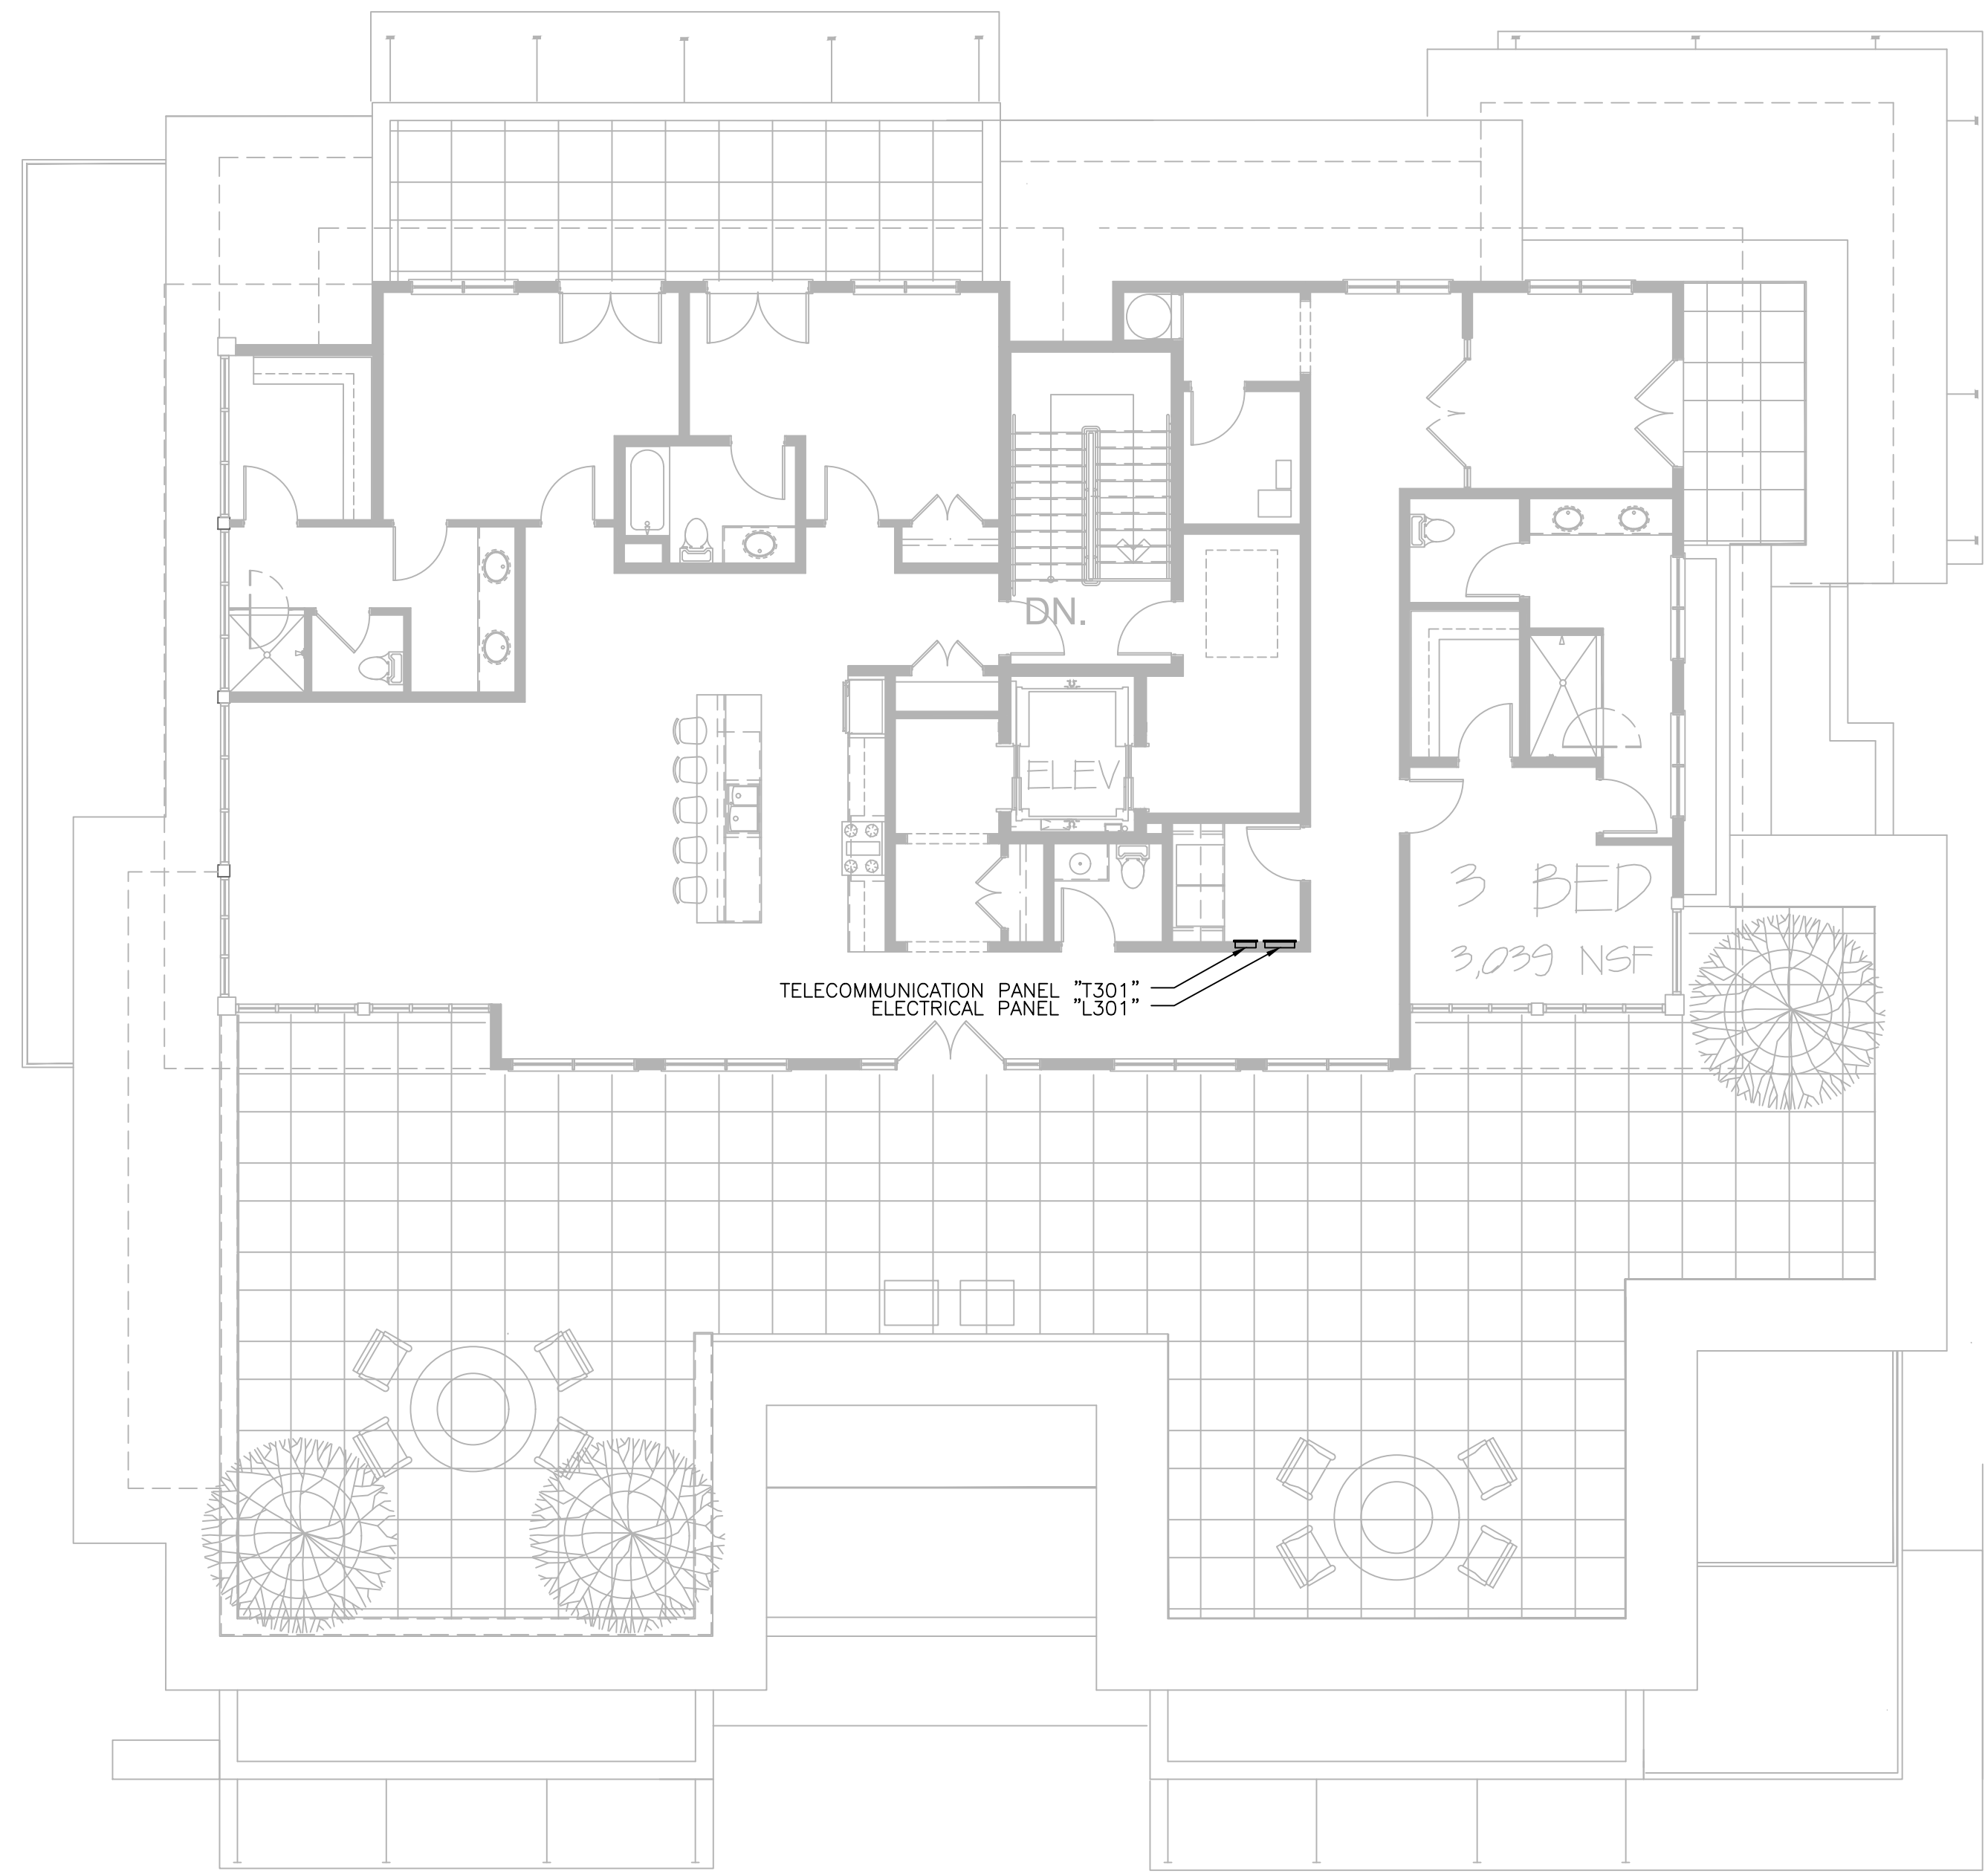 DN.
ELEV
3 BED
3,039 NSF
TELECOMMUNICATION PANEL "T301"
ELECTRICAL PANEL "L301"